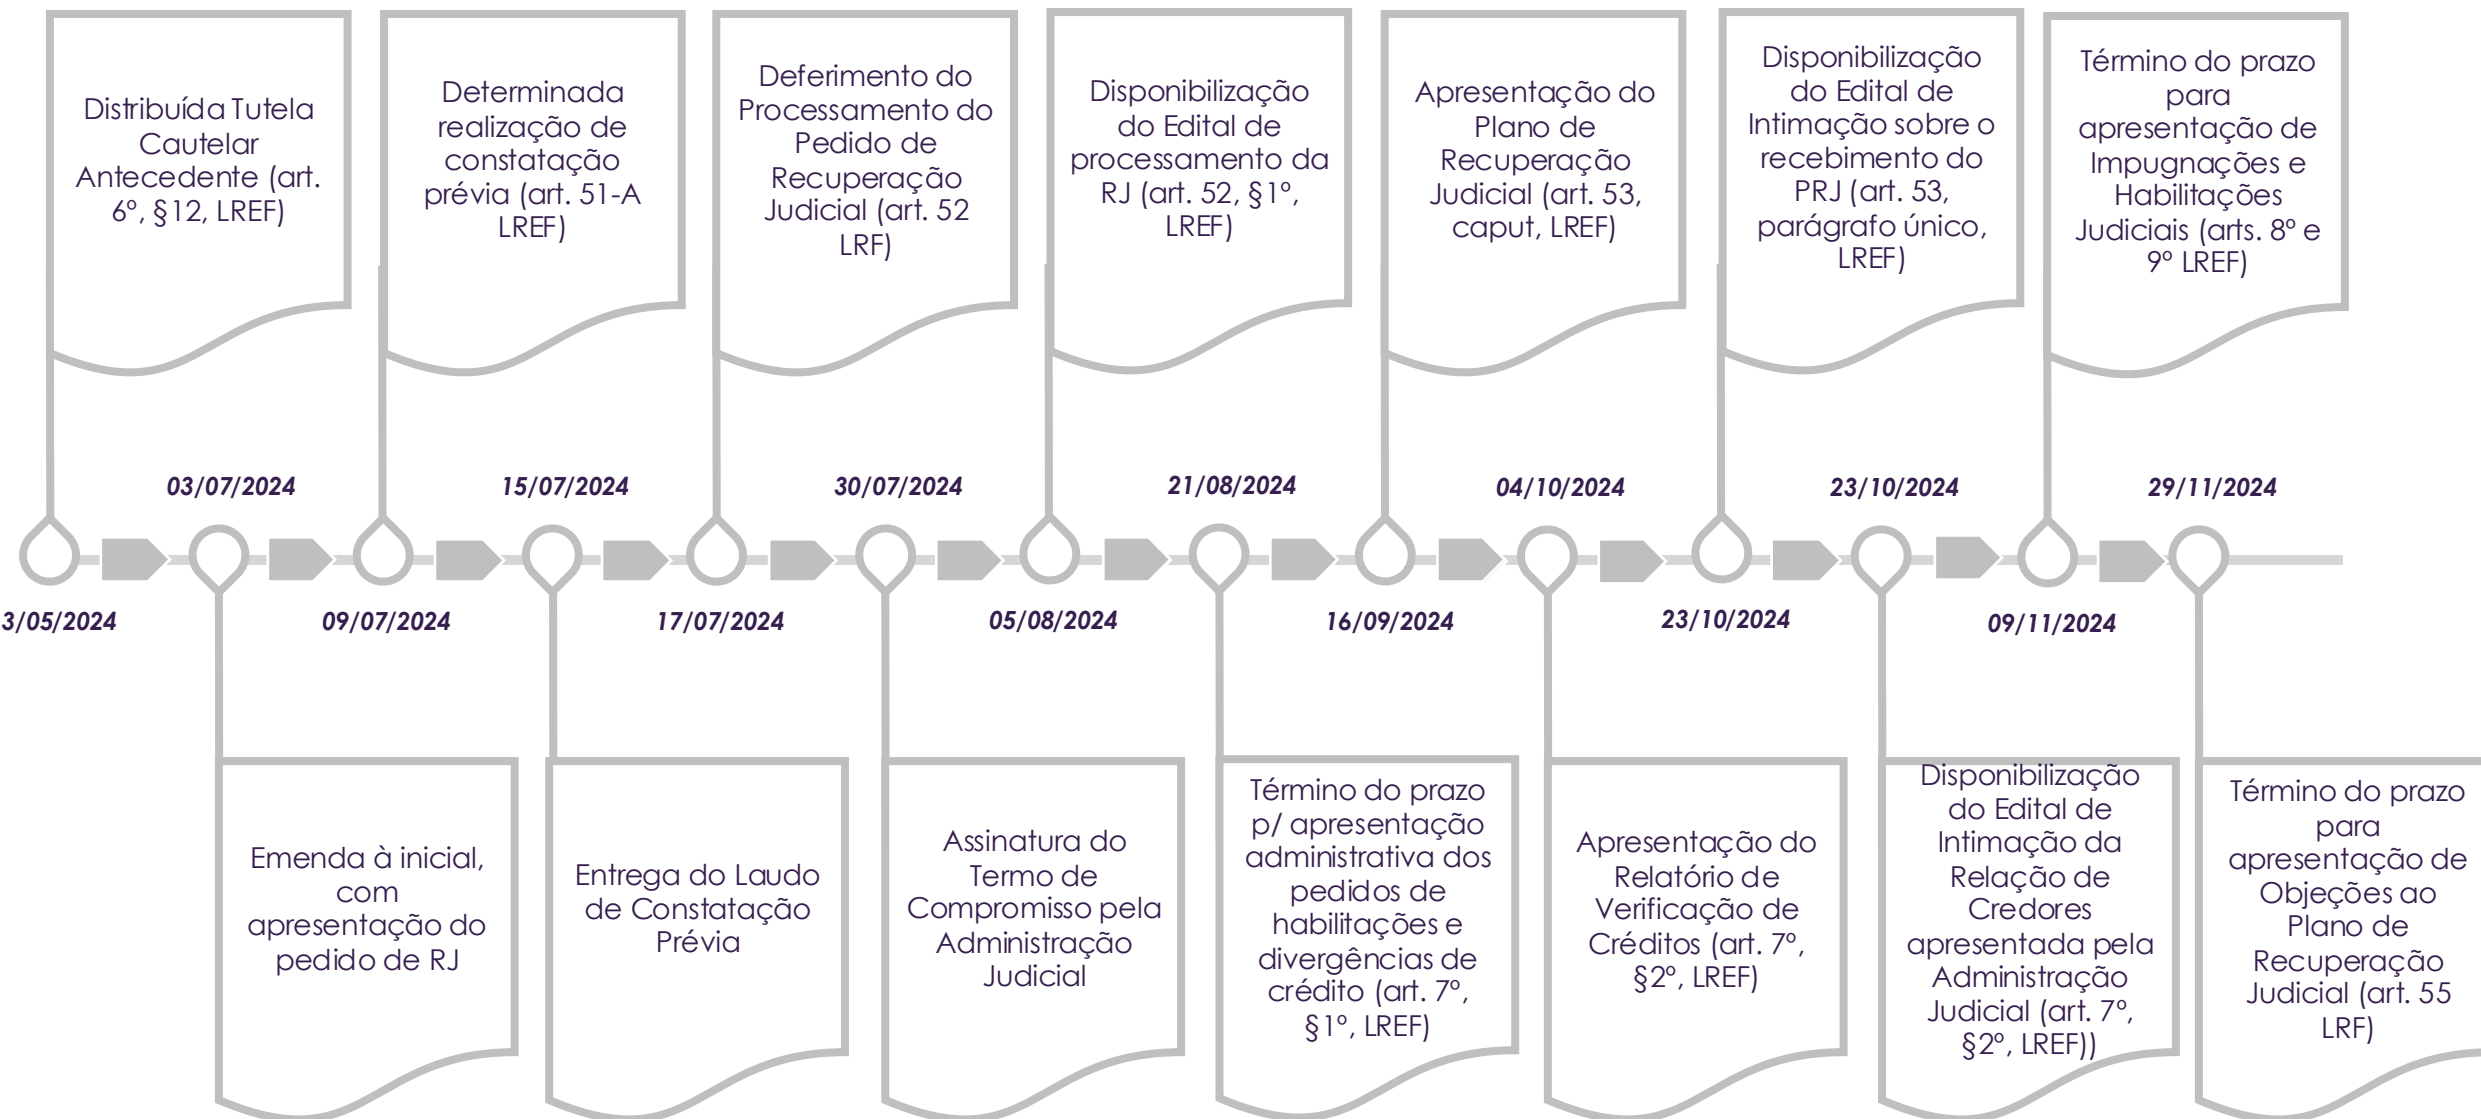 Distribuída Tutela
Cautelar
Antecedente (art.
6º, §12, LREF)
Determinada
realização de
constatação
prévia (art. 51-A
LREF)
Deferimento do
Processamento do
Pedido de
Recuperação
Judicial (art. 52
LRF)
Disponibilização
do Edital de
processamento da
RJ (art. 52, §1º,
LREF)
Apresentação do
Plano de
Recuperação
Judicial (art. 53,
caput, LREF)
Disponibilização
do Edital de
Intimação sobre o
recebimento do
PRJ (art. 53,
parágrafo único,
LREF)
Término do prazo
para
apresentação de
Impugnações e
Habilitações
Judiciais (arts. 8º e
9º LREF)
03/07/2024
15/07/2024
30/07/2024
21/08/2024
04/10/2024
23/10/2024
29/11/2024
3/05/2024
09/07/2024
17/07/2024
05/08/2024
16/09/2024
23/10/2024
09/11/2024
Emenda à inicial,
com
apresentação do
pedido de RJ
Entrega do Laudo
de Constatação
Prévia
Assinatura do
Termo de
Compromisso pela
Administração
Judicial
Término do prazo
p/ apresentação
administrativa dos
pedidos de
habilitações e
divergências de
crédito (art. 7º,
§1º, LREF)
Apresentação do
Relatório de
Verificação de
Créditos (art. 7º,
§2º, LREF)
Disponibilização
do Edital de
Intimação da
Relação de
Credores
apresentada pela
Administração
Judicial (art. 7º,
§2º, LREF))
Término do prazo
para
apresentação de
Objeções ao
Plano de
Recuperação
Judicial (art. 55
LRF)